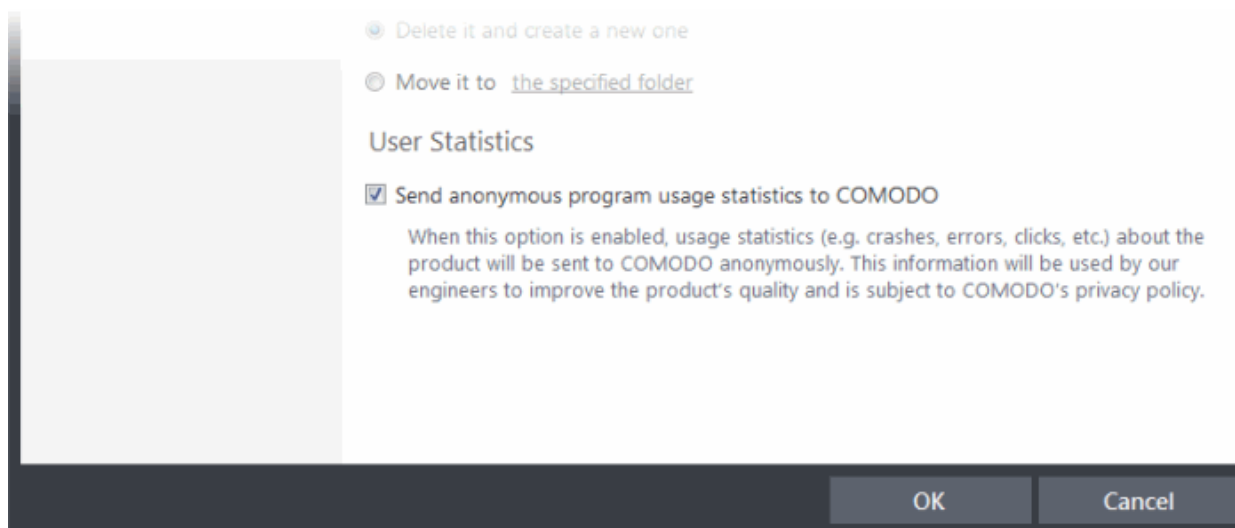 Delete it and create a new one
Move it to the specified folder
User Statistics
Send anonymous program usage statistics to COMODO
When this option is enabled, usage statistics (e.g. crashes, errors, clicks, etc.) about the
product will be sent to COMODO anonymously. This information will be used by our
engineers to improve the product's quality and is subject to COMODO's privacy policy.
OK Cancel